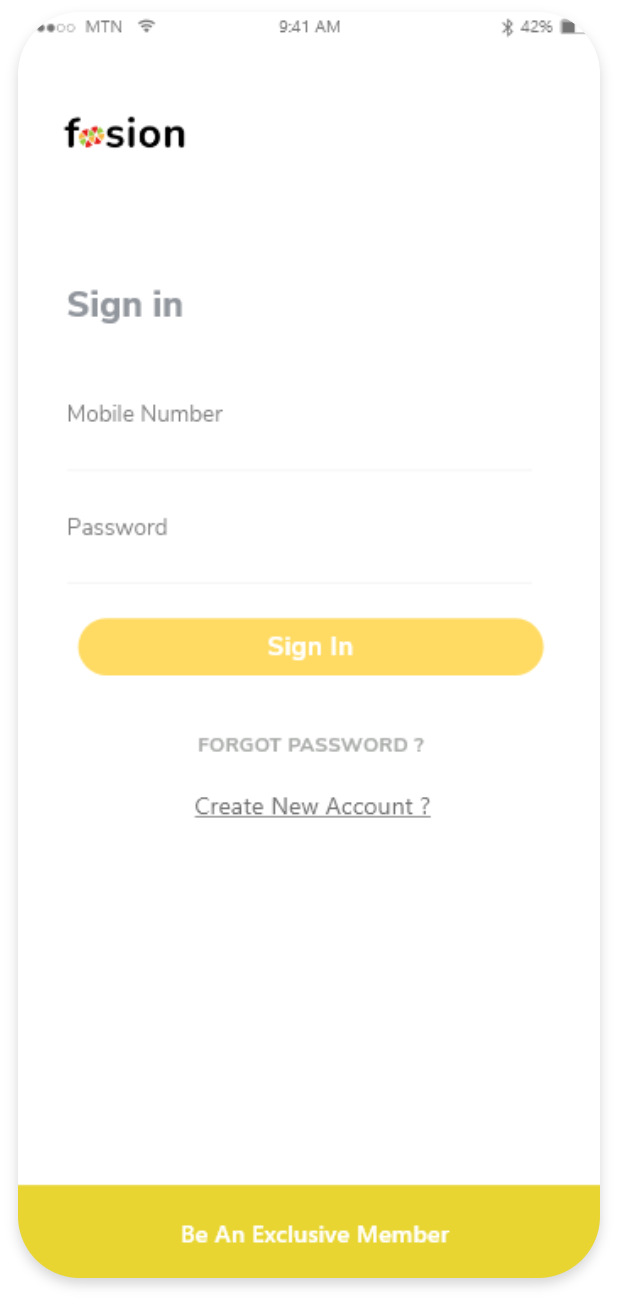 MTN 9:41 AM 42%
fosion
Sign in
Mobile Number
Password
Sign In
FORGOT PASSWORD ?
Create New Account ?
Be An Exclusive Member